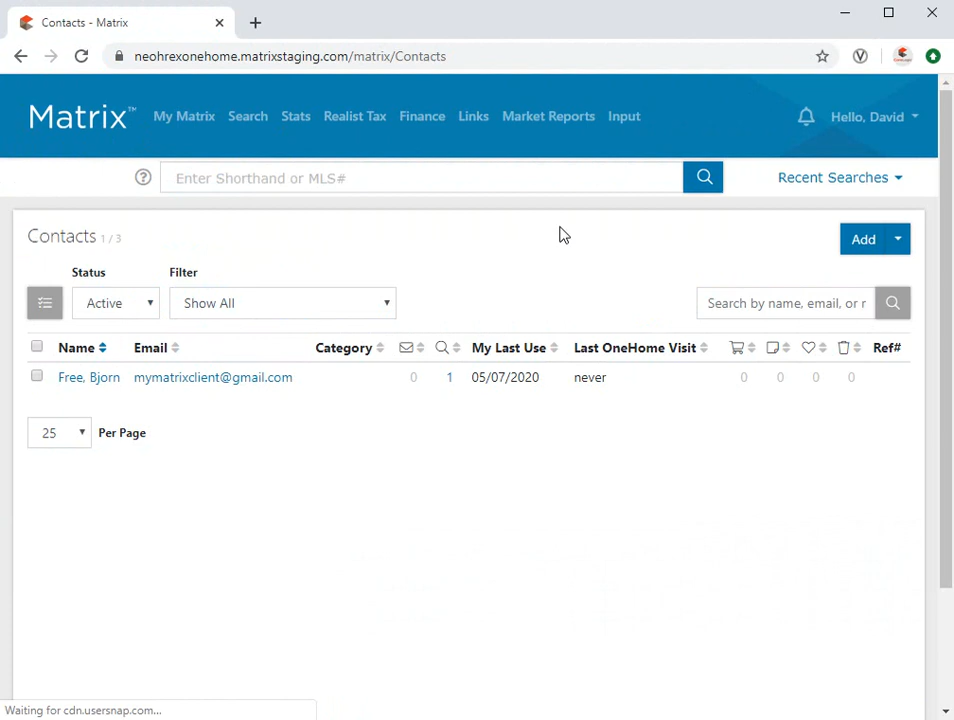 Contacts - Matrix
neohrexonehome.matrixstaging.com/matrix/Contacts
Matrix™ My Matrix Search Stats Realist Tax Finance Links Market Reports Input Hello, David
Enter Shorthand or MLS# Recent Searches
Contacts 1 / 3 Add
Status Filter
Active Show All Search by name, email, or r
Name Email Category My Last Use Last OneHome Visit Ref#
Free, Bjorn mymatrixclient@gmail.com 0 1 05/07/2020 never 0 0 0 0
25 Per Page
Waiting for cdn.usersnap.com...